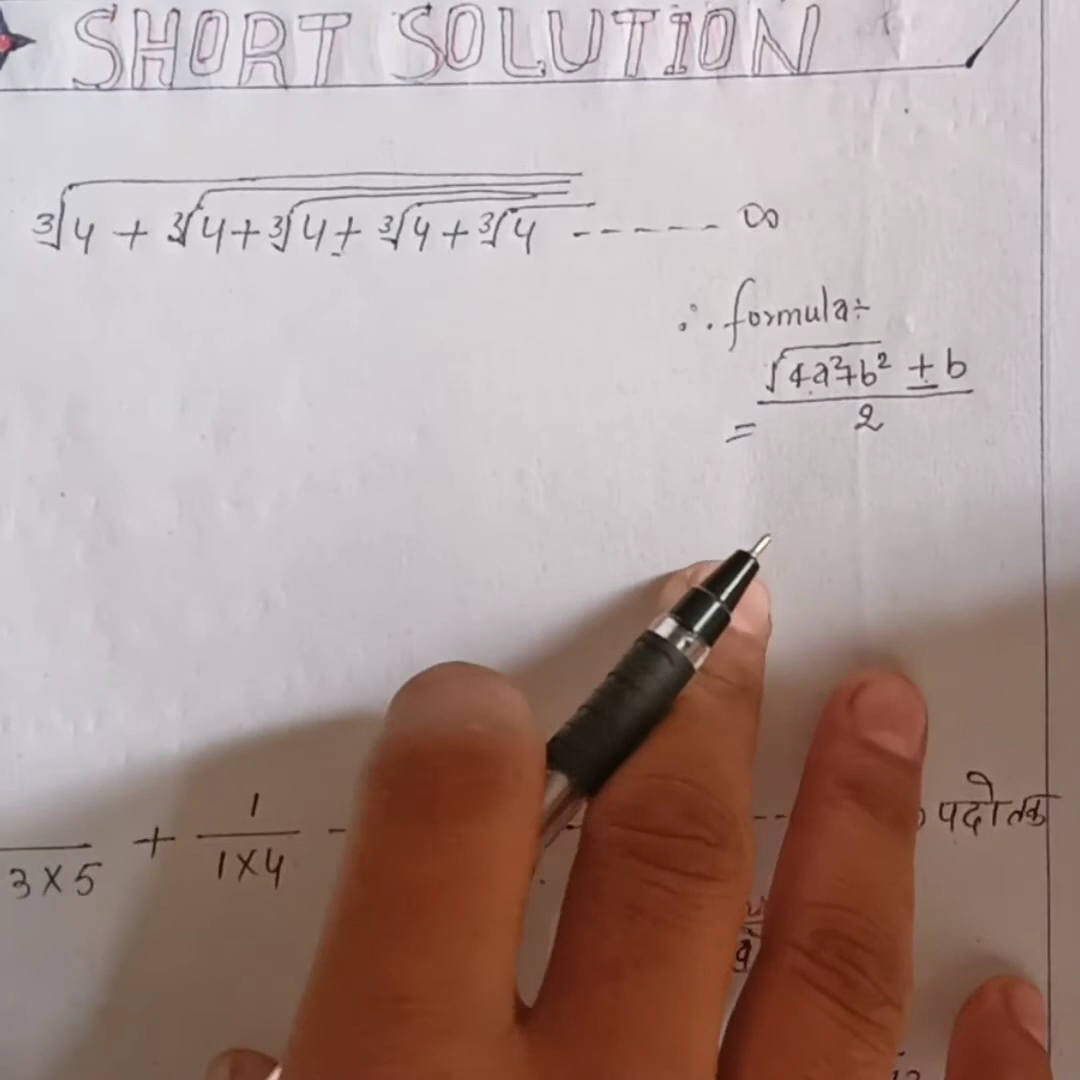 SHORT SOLUTION
∛4 + ∛4 + ∛4 + ∛4 + ∛4 ------ ∞
∴ formula ÷
= √4a²+b² ± b / 2
3 × 5 + 1 / 1 × 4 - -- पदो तक